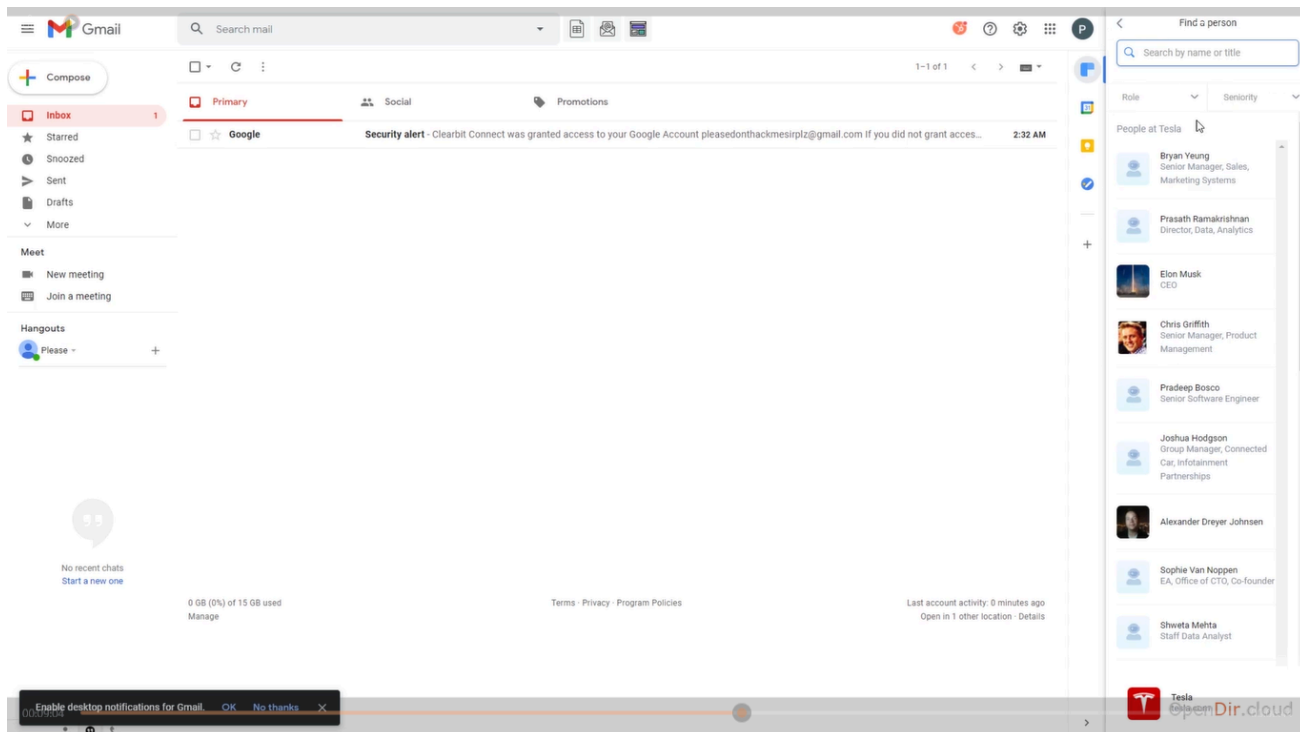 Gmail
Search mail
P
Compose
Inbox 1
Starred
Snoozed
Sent
Drafts
More
Meet
New meeting
Join a meeting
Hangouts
Please
No recent chats
Start a new one
1–1 of 1
Primary
Social
Promotions
Google Security alert - Clearbit Connect was granted access to your Google Account pleasedonthackmesirplz@gmail.com If you did not grant acces... 2:32 AM
0 GB (0%) of 15 GB used
Manage
Terms · Privacy · Program Policies
Last account activity: 0 minutes ago
Open in 1 other location · Details
Find a person
Search by name or title
Role
Seniority
People at Tesla
Bryan Yeung
Senior Manager, Sales,
Marketing Systems
Prasath Ramakrishnan
Director, Data, Analytics
Elon Musk
CEO
Chris Griffith
Senior Manager, Product
Management
Pradeep Bosco
Senior Software Engineer
Joshua Hodgson
Group Manager, Connected
Car, Infotainment
Partnerships
Alexander Dreyer Johnsen
Sophie Van Noppen
EA, Office of CTO, Co-founder
Shweta Mehta
Staff Data Analyst
Tesla
OpenDir.cloud
Enable desktop notifications for Gmail. OK No thanks
00:09:04